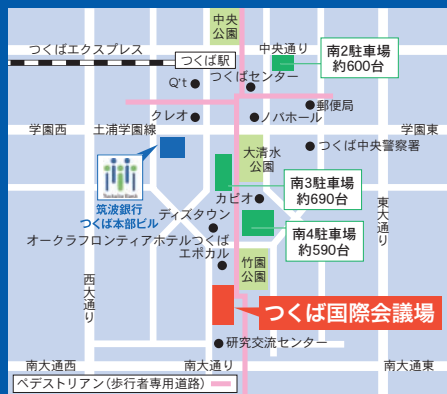 中央
公園
つくばエクスプレス
つくば駅
中央通り
南2駐車場
約600台
Q't
つくばセンター
郵便局
クレオ
ノバホール
学園西
土浦学園線
学園東
つくば中央警察署
大清水
公園
筑波銀行
つくば本部ビル
南3駐車場
約690台
カピオ
ディズタウン
オークラフロンティアホテルつくば
エポカル
南4駐車場
約590台
東大通り
竹園
公園
西大通り
つくば国際会議場
研究交流センター
南大通西
南大通り
南大通東
ペデストリアン(歩行者専用道路)